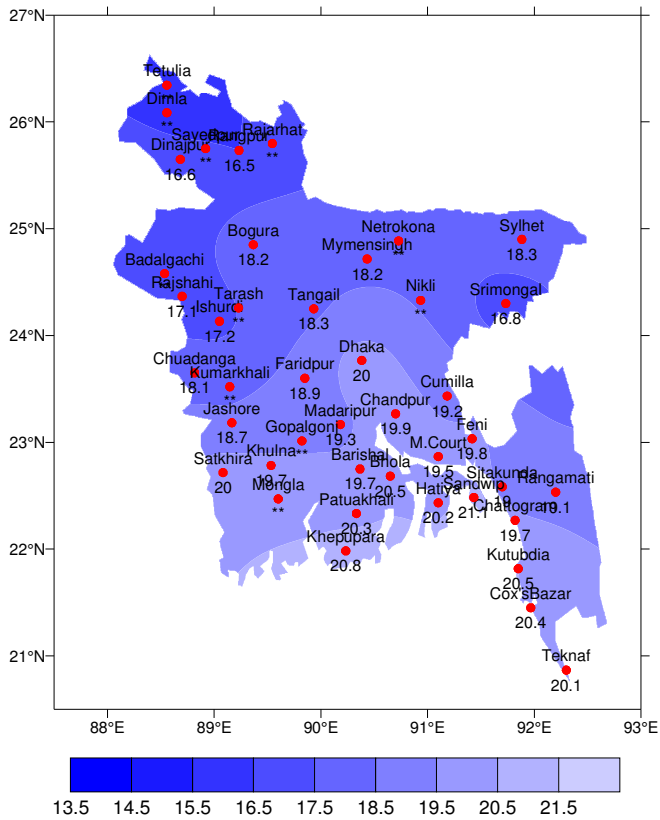 27°N
Tetulia
**
Dimla
**
26°N
Sayedpur
**
Rangpur
16.5
Rajarhat
**
Dinajpur
16.6
25°N
Bogura
18.2
Netrokona
**
Sylhet
18.3
Mymensingh
18.2
Badalgachi
**
Rajshahi
17.1
Ishurdi
17.2
Tarash
**
Tangail
18.3
Nikli
**
Srimongal
16.8
24°N
Dhaka
20
Chuadanga
18.1
Kumarkhali
**
Faridpur
18.9
Cumilla
19.2
Jashore
18.7
Madaripur
19.3
Chandpur
19.9
Gopalgonj
**
Feni
19.8
23°N
M.Court
19.5
Satkhira
20
Khulna
19.7
Barishal
19.7
Bhola
20.5
Mongla
**
Hatiya
20.2
Sandwip
21.1
Sitakunda
19
Rangamati
19.1
Patuakhali
20.3
Chattogram
19.7
Khepupara
20.8
22°N
Kutubdia
20.5
Cox'sBazar
20.4
21°N
Teknaf
20.1
88°E 89°E 90°E 91°E 92°E 93°E
13.5 14.5 15.5 16.5 17.5 18.5 19.5 20.5 21.5